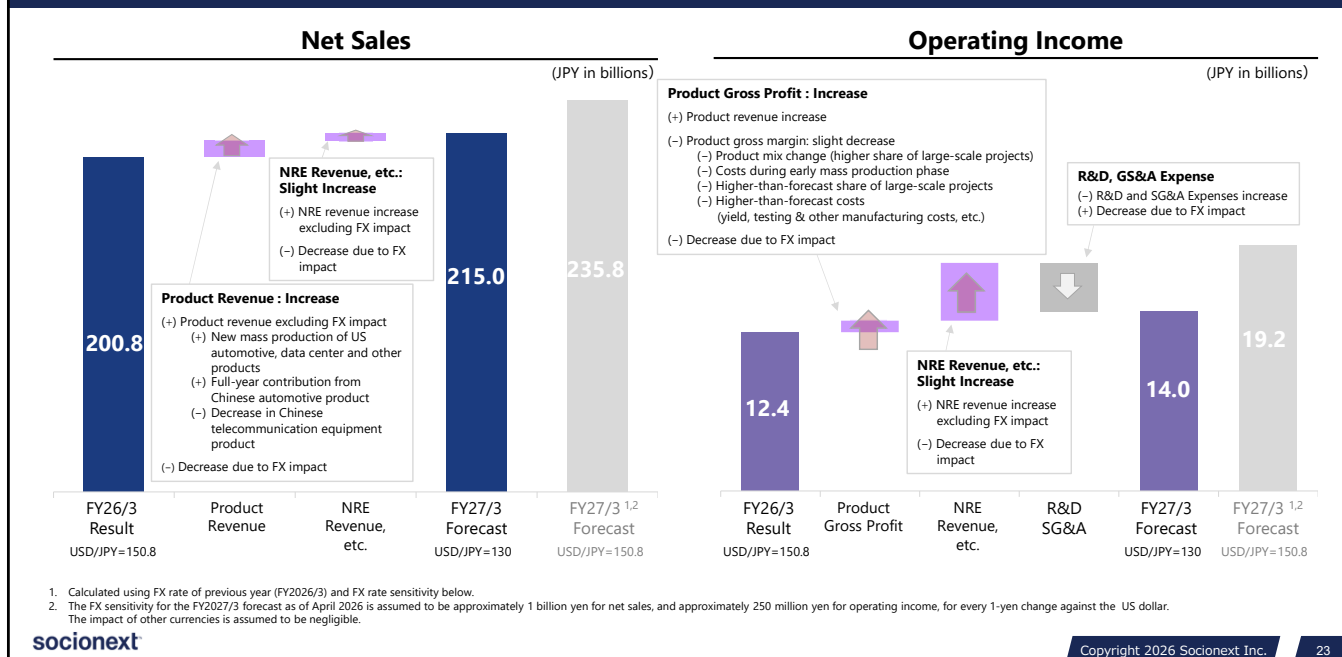 Net Sales
(JPY in billions)
200.8
215.0
235.8
NRE Revenue, etc.:
Slight Increase
(+) NRE revenue increase
excluding FX impact
(−) Decrease due to FX
impact
Product Revenue : Increase
(+) Product revenue excluding FX impact
(+) New mass production of US
automotive, data center and other
products
(+) Full-year contribution from
Chinese automotive product
(−) Decrease in Chinese
telecommunication equipment
product
(−) Decrease due to FX impact
FY26/3
Result
USD/JPY=150.8
Product
Revenue
NRE
Revenue,
etc.
FY27/3
Forecast
USD/JPY=130
FY27/3 1,2
Forecast
USD/JPY=150.8
Operating Income
(JPY in billions)
Product Gross Profit : Increase
(+) Product revenue increase
(−) Product gross margin: slight decrease
(−) Product mix change (higher share of large-scale projects)
(−) Costs during early mass production phase
(−) Higher-than-forecast share of large-scale projects
(−) Higher-than-forecast costs
(yield, testing & other manufacturing costs, etc.)
(−) Decrease due to FX impact
R&D, GS&A Expense
(−) R&D and SG&A Expenses increase
(+) Decrease due to FX impact
NRE Revenue, etc.:
Slight Increase
(+) NRE revenue increase
excluding FX impact
(−) Decrease due to FX
impact
12.4
14.0
19.2
FY26/3
Result
USD/JPY=150.8
Product
Gross Profit
NRE
Revenue,
etc.
R&D
SG&A
FY27/3
Forecast
USD/JPY=130
FY27/3 1,2
Forecast
USD/JPY=150.8
1. Calculated using FX rate of previous year (FY2026/3) and FX rate sensitivity below.
2. The FX sensitivity for the FY2027/3 forecast as of April 2026 is assumed to be approximately 1 billion yen for net sales, and approximately 250 million yen for operating income, for every 1-yen change against the US dollar.
The impact of other currencies is assumed to be negligible.
socionext
Copyright 2026 Socionext Inc.
23